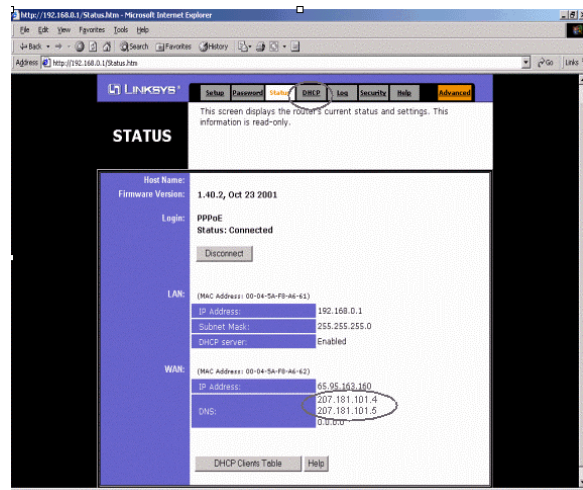 http://192.168.0.1/Status.htm - Microsoft Internet Explorer
File Edit View Favorites Tools Help
Back Search Favorites History
Address http://192.168.0.1/Status.htm Go Links
LINKSYS®
Setup Password Status DHCP Log Security Help Advanced
STATUS
This screen displays the router's current status and settings. This
information is read-only.
Host Name:
Firmware Version: 1.40.2, Oct 23 2001
Login: PPPoE
Status: Connected
Disconnect
LAN: (MAC Address: 00-04-5A-F8-A6-61)
IP Address: 192.168.0.1
Subnet Mask: 255.255.255.0
DHCP server: Enabled
WAN: (MAC Address: 00-04-5A-F8-A6-62)
IP Address: 65.95.163.160
DNS: 207.181.101.4
207.181.101.5
0.0.0.0
DHCP Clients Table Help